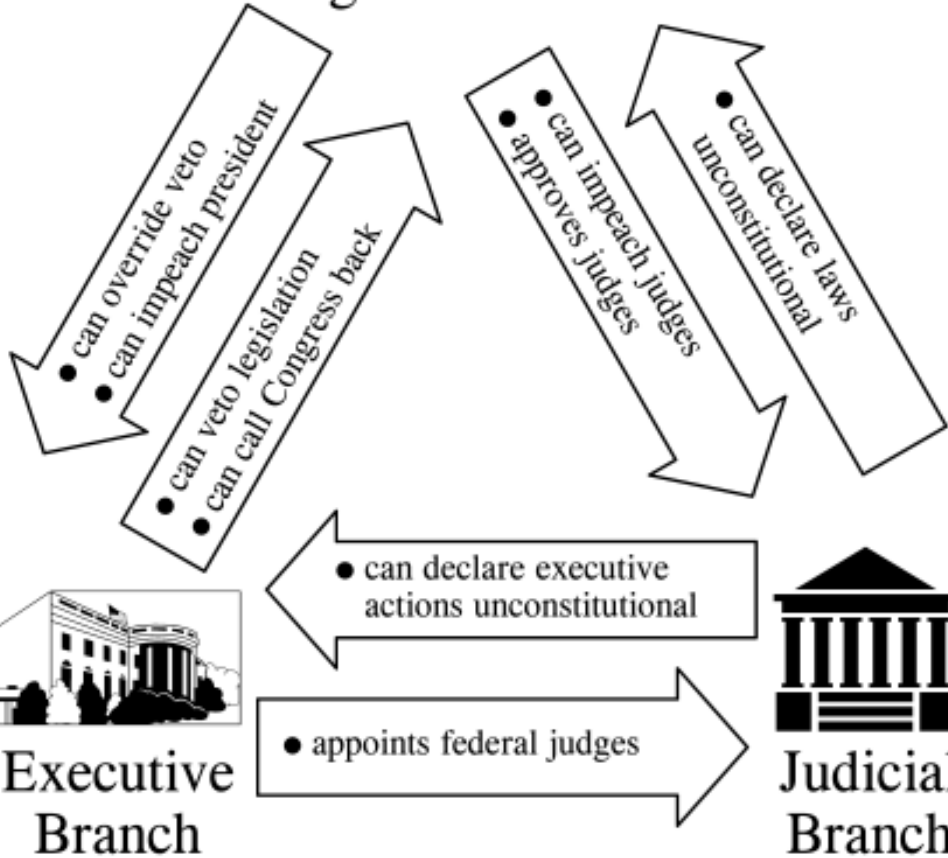 • can override veto
• can impeach president
• can veto legislation
• can call Congress back
• can impeach judges
• approves judges
• can declare laws
unconstitutional
• can declare executive
actions unconstitutional
• appoints federal judges
Executive
Branch
Judicial
Branch